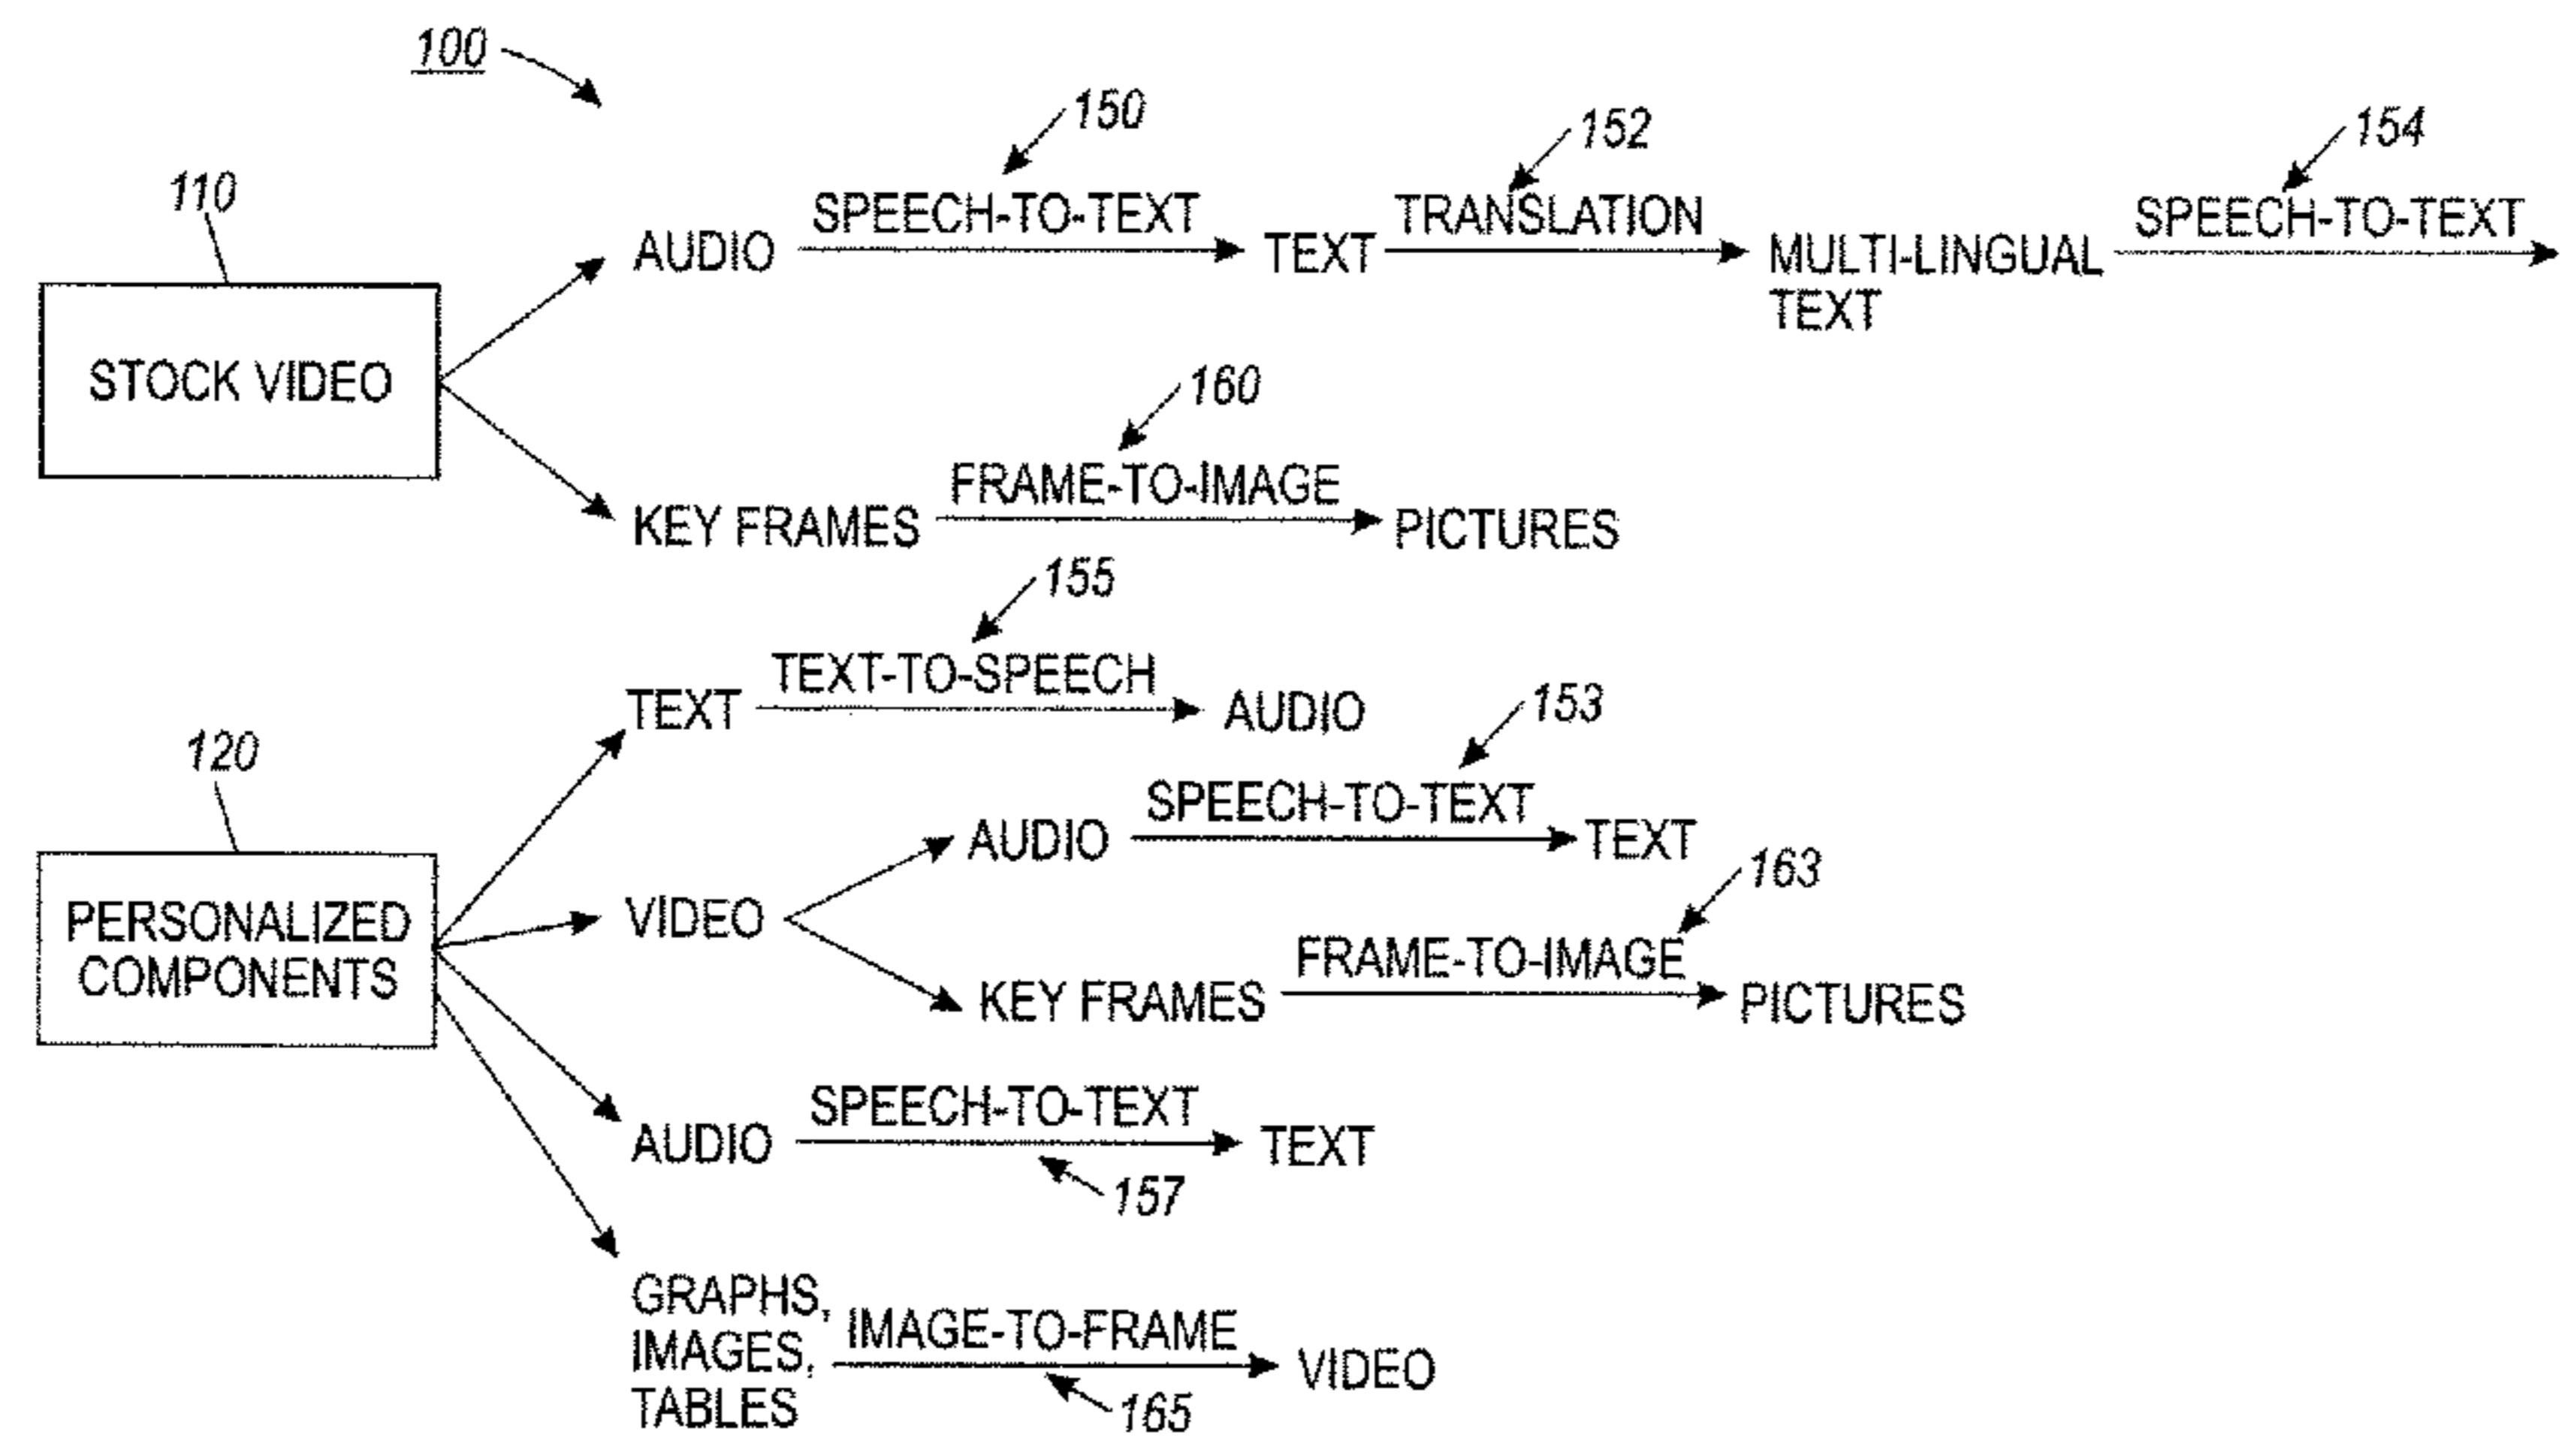 100
150
152
154
110
SPEECH-TO-TEXT
TRANSLATION
SPEECH-TO-TEXT
AUDIO
TEXT
MULTI-LINGUAL
TEXT
STOCK VIDEO
160
FRAME-TO-IMAGE
KEY FRAMES
PICTURES
155
TEXT-TO-SPEECH
TEXT
AUDIO
153
120
SPEECH-TO-TEXT
AUDIO
TEXT
163
PERSONALIZED
COMPONENTS
VIDEO
FRAME-TO-IMAGE
KEY FRAMES
PICTURES
SPEECH-TO-TEXT
AUDIO
TEXT
157
GRAPHS,
IMAGES,
TABLES
IMAGE-TO-FRAME
VIDEO
165